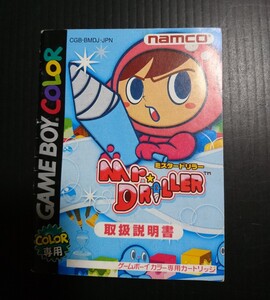 CGB-BMDJ-JPN
namco
GAME BOY COLOR
COLOR
専用
ミスタードリラー
MR.
DRILLER
TM
取扱説明書
ゲームボーイカラー専用カートリッジ